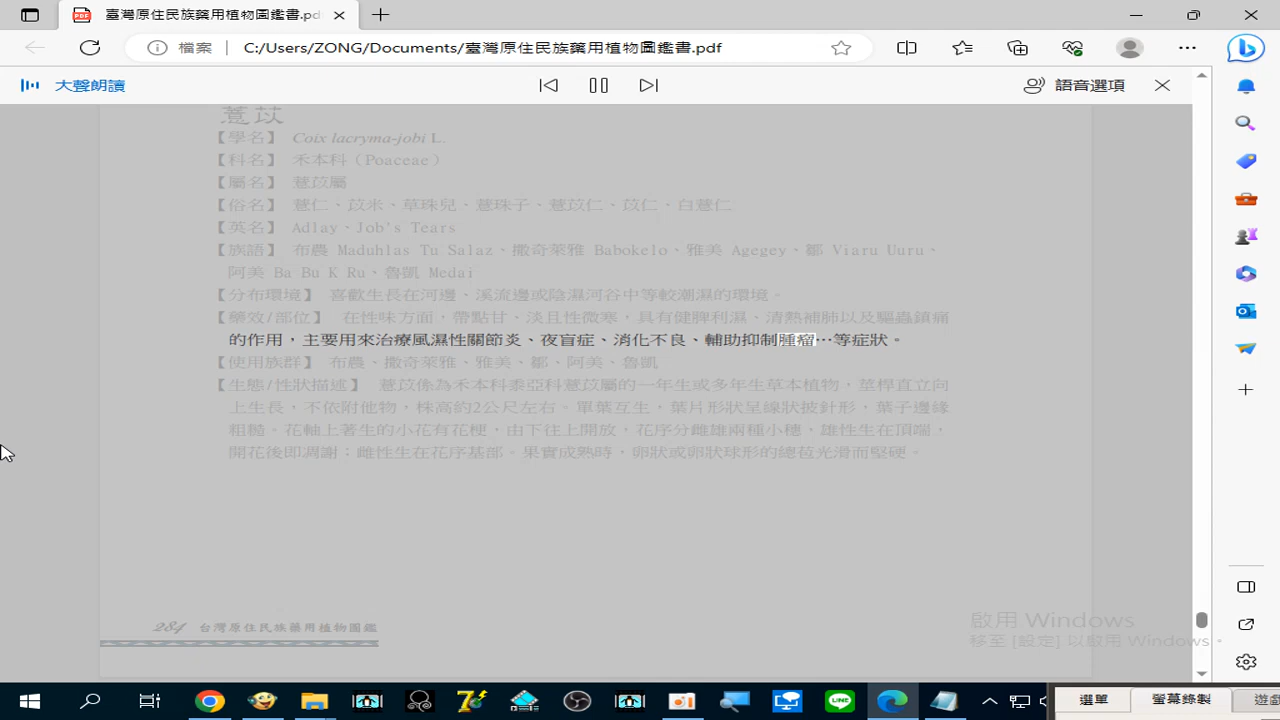 臺灣原住民族藥用植物圖鑑書.pdf
檔案
C:/Users/ZONG/Documents/臺灣原住民族藥用植物圖鑑書.pdf
大聲朗讀
語音選項
薏苡
【學名】 Coix lacryma-jobi L.
【科名】 禾本科（Poaceae）
【屬名】 薏苡屬
【俗名】 薏仁、苡米、草珠兒、薏珠子、薏苡仁、苡仁、白薏仁
【英名】 Adlay、Job's Tears
【族語】 布農 Maduhlas Tu Salaz、撒奇萊雅 Babokelo、雅美 Agegey、鄒 Viaru Uuru、
阿美 Ba Bu K Ru、魯凱 Medai
【分布環境】 喜歡生長在河邊、溪流邊或陰濕河谷中等較潮濕的環境。
【藥效/部位】 在性味方面，帶點甘、淡且性微寒，具有健脾利濕、清熱補肺以及驅蟲鎮痛
的作用，主要用來治療風濕性關節炎、夜盲症、消化不良、輔助抑制腫瘤…等症狀。
【使用族群】 布農、撒奇萊雅、雅美、鄒、阿美、魯凱
【生態/性狀描述】 薏苡係為禾本科黍亞科薏苡屬的一年生或多年生草本植物，莖桿直立向
上生長，不依附他物，株高約2公尺左右。單葉互生，葉片形狀呈線狀披針形，葉子邊緣
粗糙。花軸上著生的小花有花梗，由下往上開放，花序分雌雄兩種小穗，雄性生在頂端，
開花後即凋謝；雌性生在花序基部。果實成熟時，卵狀或卵狀球形的總苞光滑而堅硬。
284 台灣原住民族藥用植物圖鑑
啟用 Windows
移至 [設定] 以啟用 Windows。
選單
螢幕錄製
遊戲